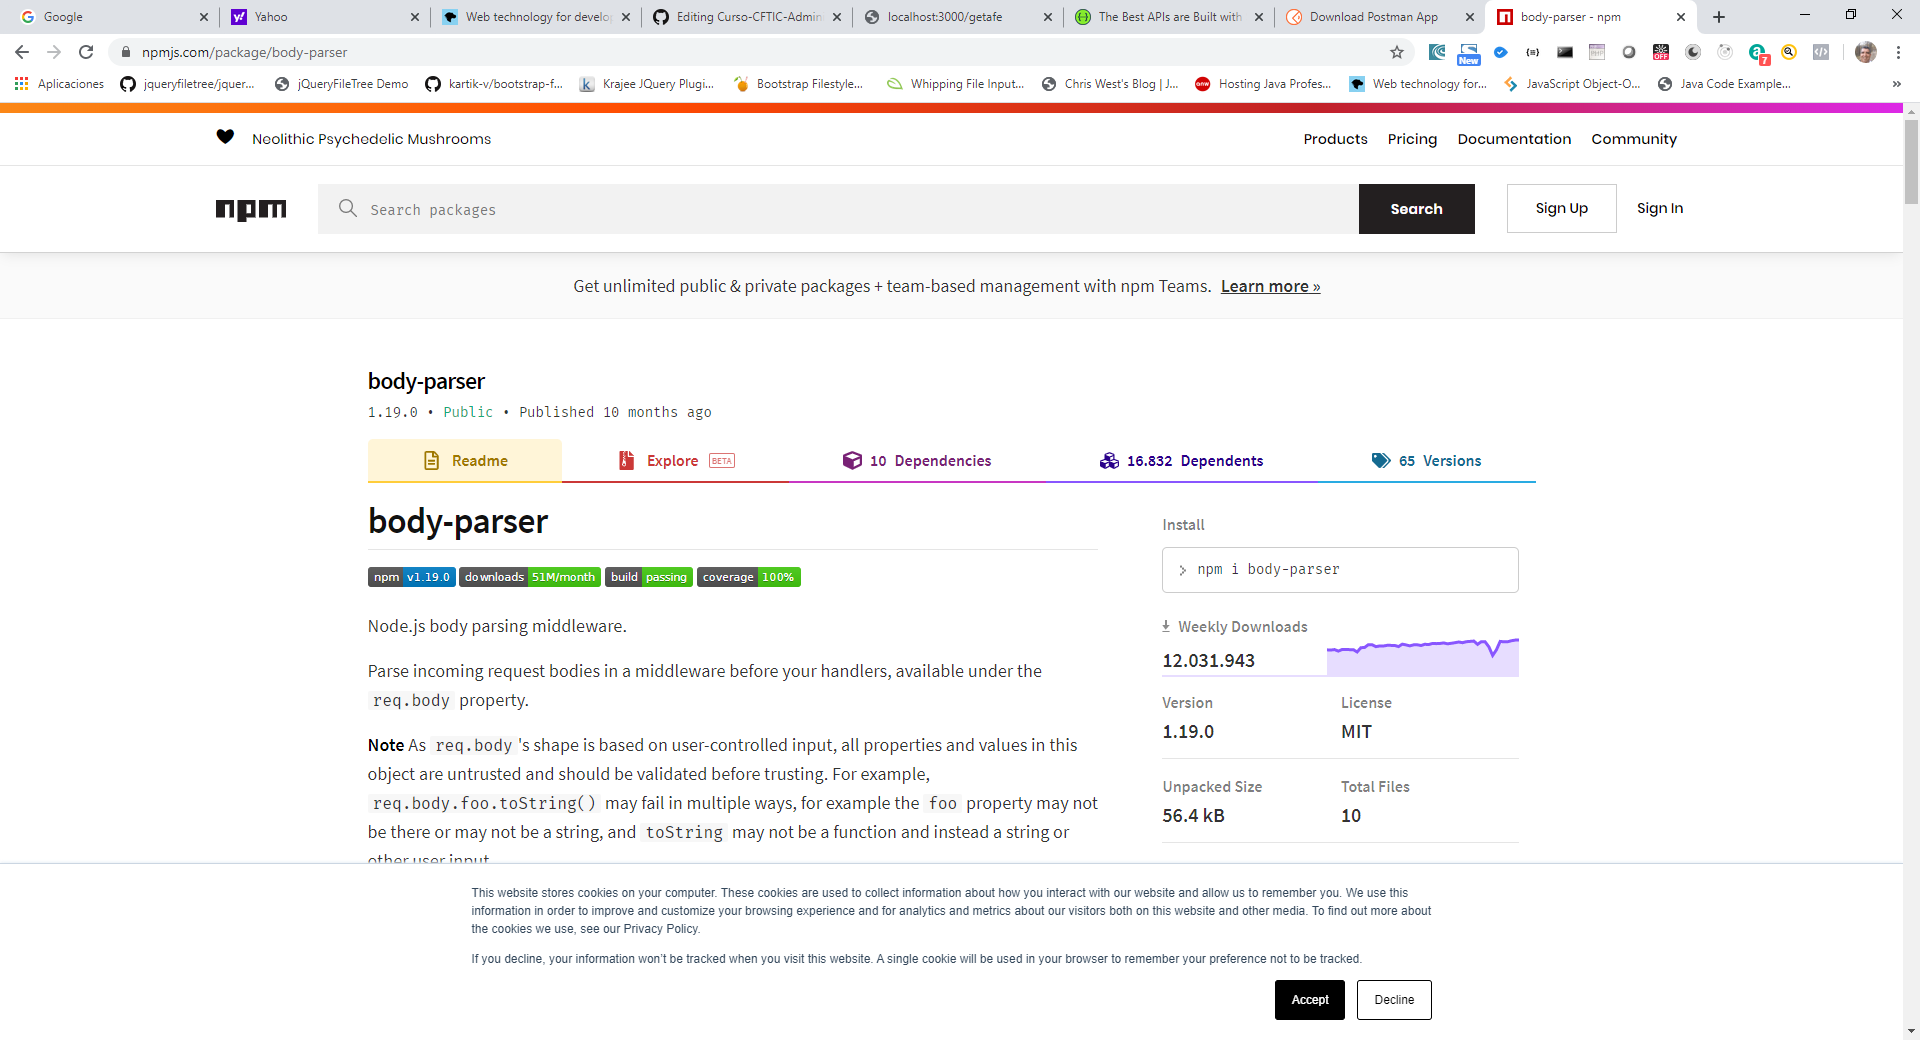 Google
Yahoo
Web technology for develo
Editing Curso-CFTIC-Admin
localhost:3000/getafe
The Best APIs are Built with
Download Postman App
body-parser - npm
npmjs.com/package/body-parser
New
OFF
7
Aplicaciones
jqueryfiletree/jquer...
jQueryFileTree Demo
kartik-v/bootstrap-f...
Krajee JQuery Plugi...
Bootstrap Filestyle...
Whipping File Input...
Chris West's Blog | J...
Hosting Java Profes...
Web technology for...
JavaScript Object-O...
Java Code Example...
»
Neolithic Psychedelic Mushrooms
Products
Pricing
Documentation
Community
npm
Search packages
Search
Sign Up
Sign In
Get unlimited public & private packages + team-based management with npm Teams. Learn more »
body-parser
1.19.0 • Public • Published 10 months ago
Readme
Explore BETA
10 Dependencies
16.832 Dependents
65 Versions
body-parser
npm v1.19.0
downloads 51M/month
build passing
coverage 100%
Node.js body parsing middleware.
Parse incoming request bodies in a middleware before your handlers, available under the
req.body property.
Note As req.body 's shape is based on user-controlled input, all properties and values in this
object are untrusted and should be validated before trusting. For example,
req.body.foo.toString() may fail in multiple ways, for example the foo property may not
be there or may not be a string, and toString may not be a function and instead a string or
other user input.
Install
> npm i body-parser
Weekly Downloads
12.031.943
Version
License
1.19.0
MIT
Unpacked Size
Total Files
56.4 kB
10
This website stores cookies on your computer. These cookies are used to collect information about how you interact with our website and allow us to remember you. We use this
information in order to improve and customize your browsing experience and for analytics and metrics about our visitors both on this website and other media. To find out more about
the cookies we use, see our Privacy Policy.
If you decline, your information won't be tracked when you visit this website. A single cookie will be used in your browser to remember your preference not to be tracked.
Accept
Decline